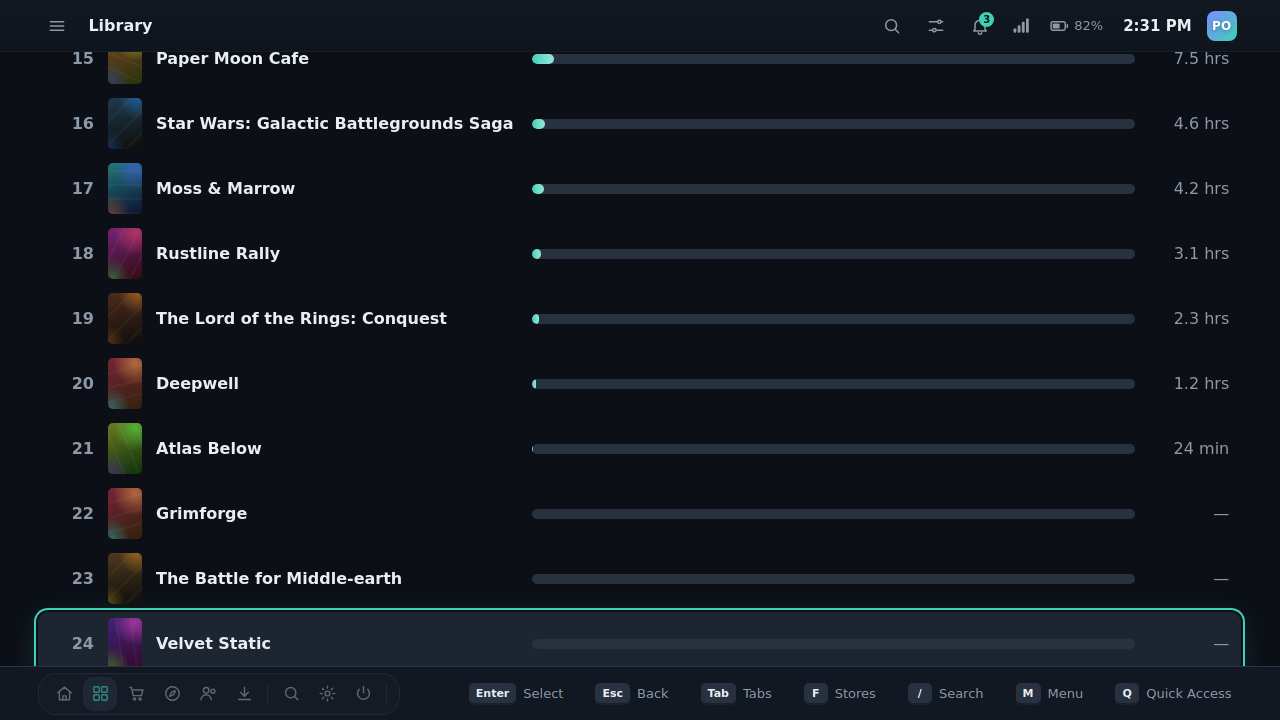 Library
3
82%
2:31 PM
PO
15 Paper Moon Cafe 7.5 hrs
16 Star Wars: Galactic Battlegrounds Saga 4.6 hrs
17 Moss & Marrow 4.2 hrs
18 Rustline Rally 3.1 hrs
19 The Lord of the Rings: Conquest 2.3 hrs
20 Deepwell 1.2 hrs
21 Atlas Below 24 min
22 Grimforge —
23 The Battle for Middle-earth —
24 Velvet Static —
Enter Select Esc Back Tab Tabs F Stores / Search M Menu Q Quick Access